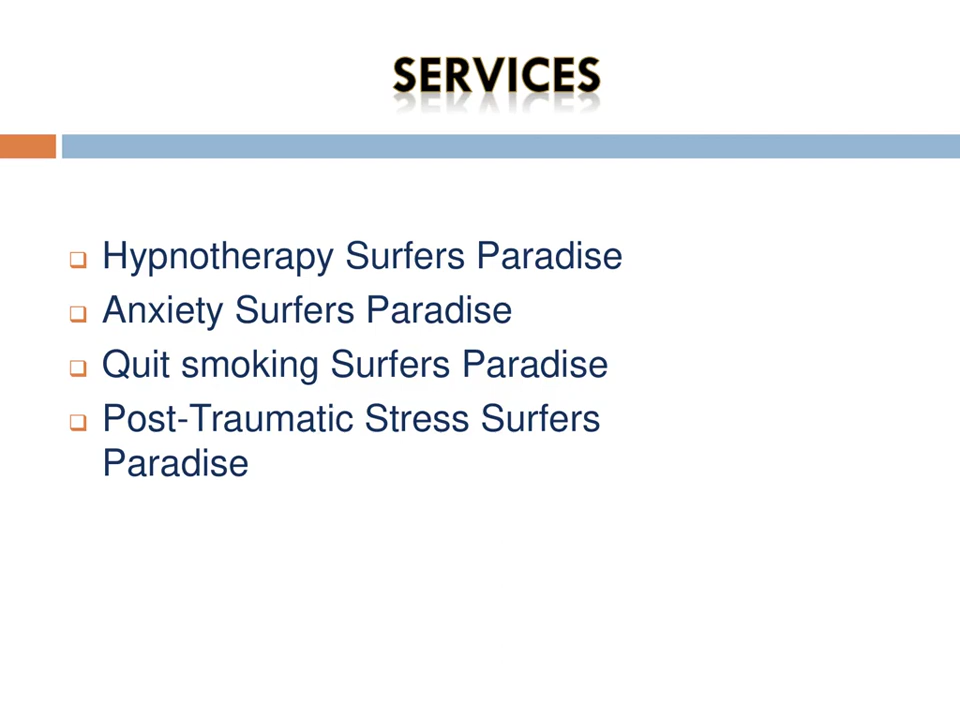 SERVICES
Hypnotherapy Surfers Paradise
Anxiety Surfers Paradise
Quit smoking Surfers Paradise
Post-Traumatic Stress Surfers
Paradise